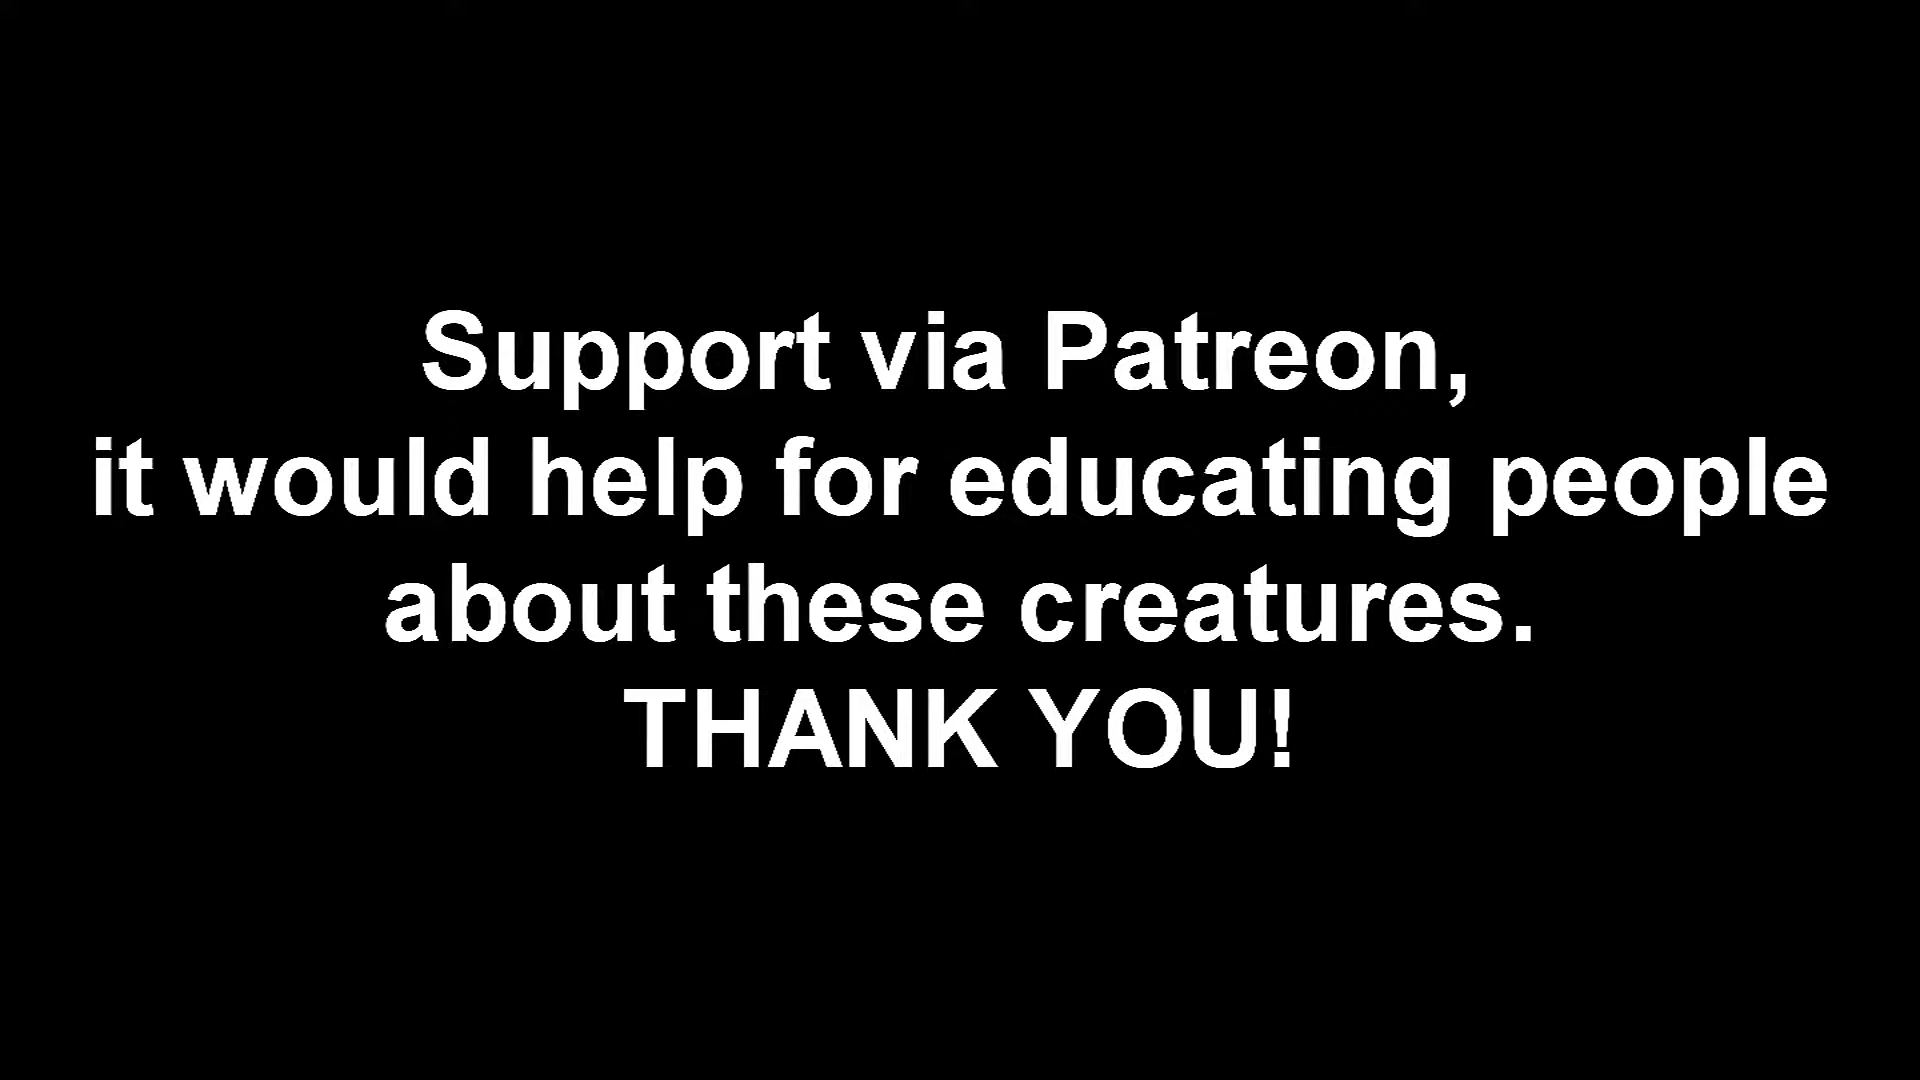 Support via Patreon,
it would help for educating people
about these creatures.
THANK YOU!